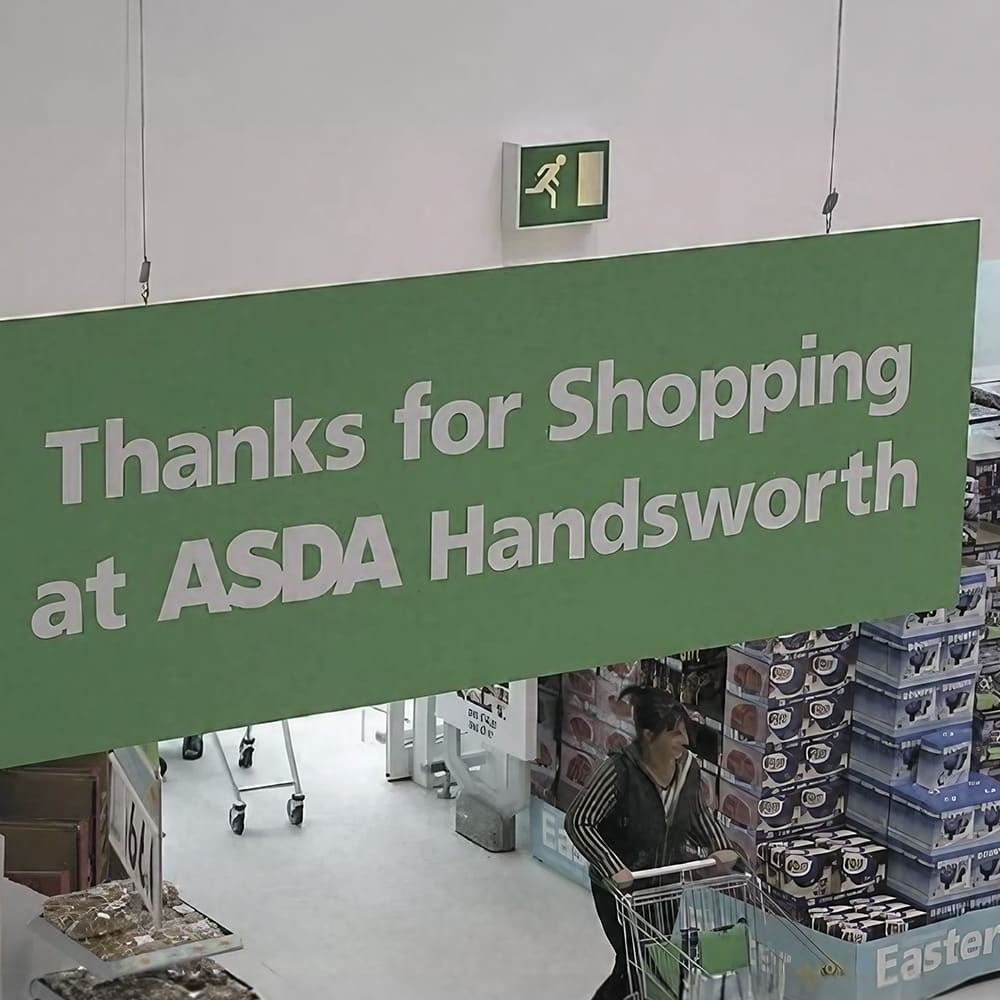 Thanks for Shopping
at ASDA Handsworth
Easter